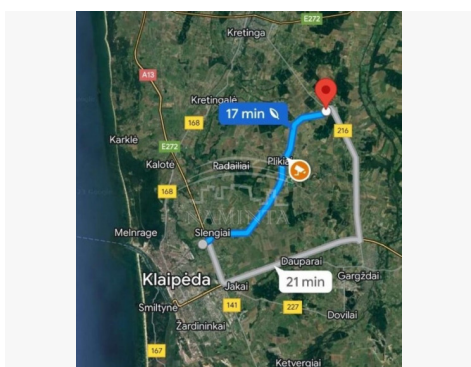 E272
Kretinga
A13
Kretingalė
17 min
168
216
Karklė
E272
Kalotė
Radailiai
Plikiai
168
Melnragė
Slengiai
Dauparai
Klaipėda
Gargždai
Jakai
21 min
Smiltynė
141
227
Dovilai
Žardininkai
167
Ketvergiai